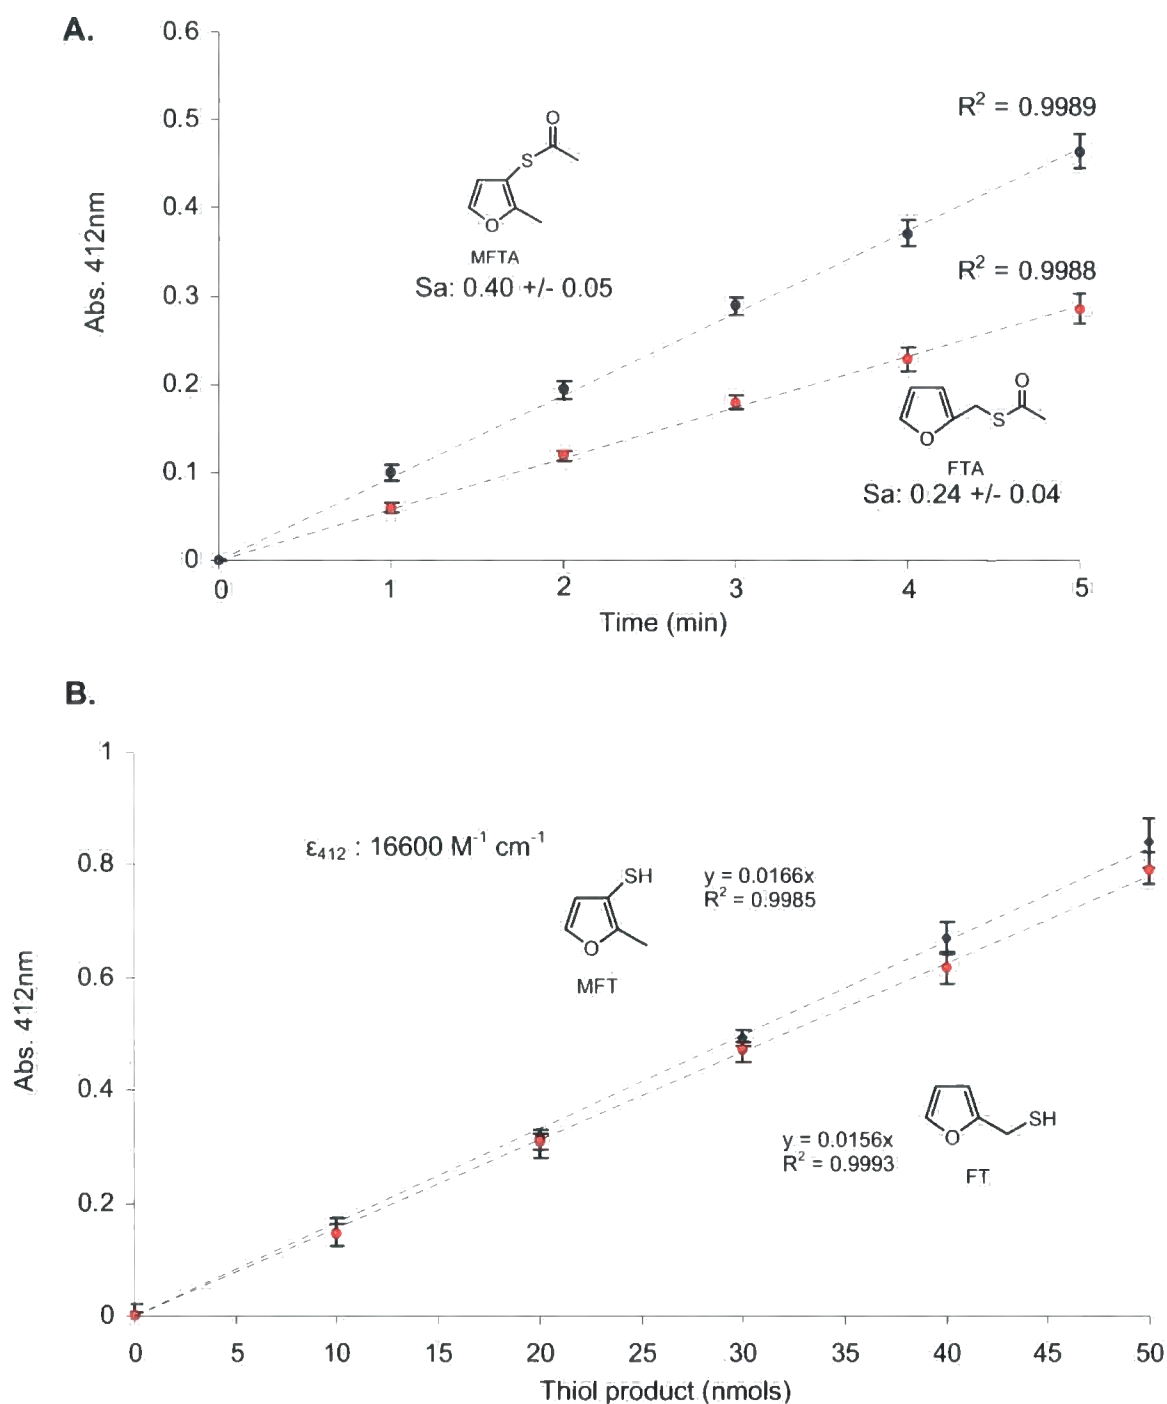 A.
0.6
0.5
0.4
0.3
0.2
0.1
0
Abs. 412nm
R² = 0.9989
O
S
O
MFTA
Sa: 0.40 +/- 0.05
R² = 0.9988
O
S
O
FTA
Sa: 0.24 +/- 0.04
0 1 2 3 4 5
Time (min)
B.
1
0.8
0.6
0.4
0.2
0
Abs. 412nm
ε₄₁₂ : 16600 M⁻¹ cm⁻¹
SH
O
MFT
y = 0.0166x
R² = 0.9985
SH
O
FT
y = 0.0156x
R² = 0.9993
0 5 10 15 20 25 30 35 40 45 50
Thiol product (nmols)